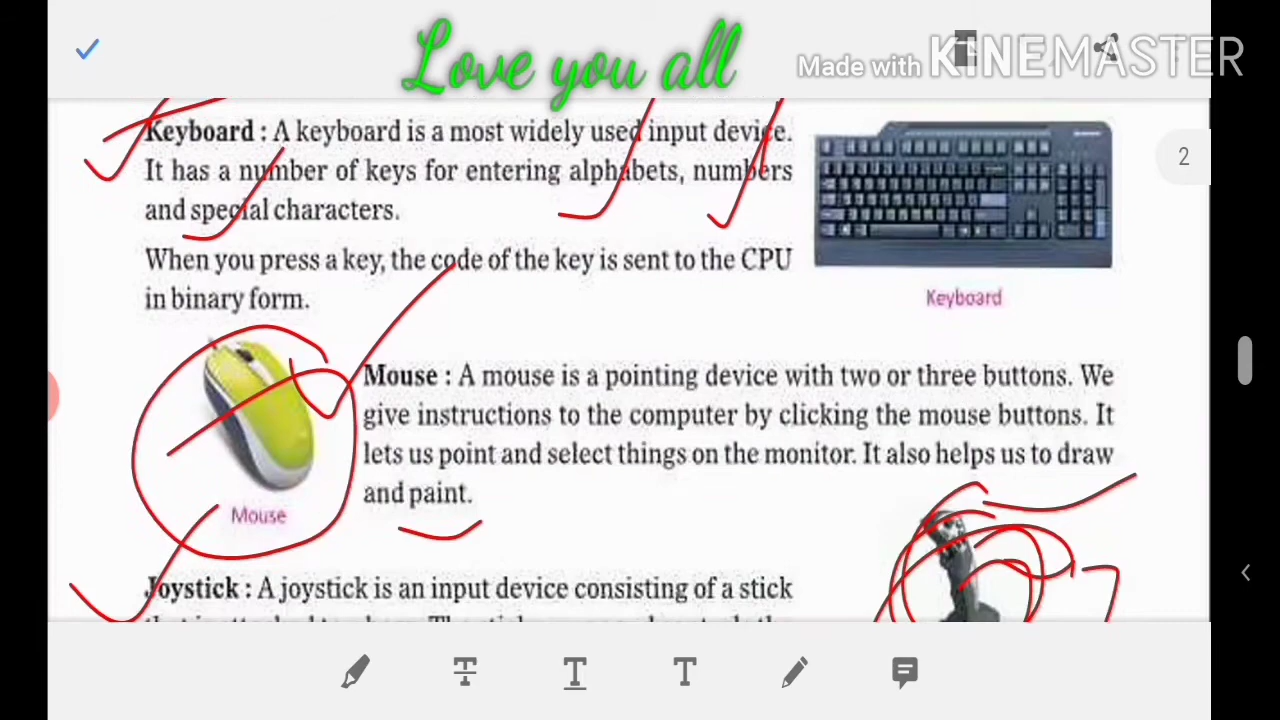 Love you all
Made with KINEMASTER
Keyboard : A keyboard is a most widely used input device.
It has a number of keys for entering alphabets, numbers
and special characters.
2
When you press a key, the code of the key is sent to the CPU
in binary form.
Keyboard
Mouse : A mouse is a pointing device with two or three buttons. We
give instructions to the computer by clicking the mouse buttons. It
lets us point and select things on the monitor. It also helps us to draw
and paint.
Mouse
Joystick : A joystick is an input device consisting of a stick
T
T
T